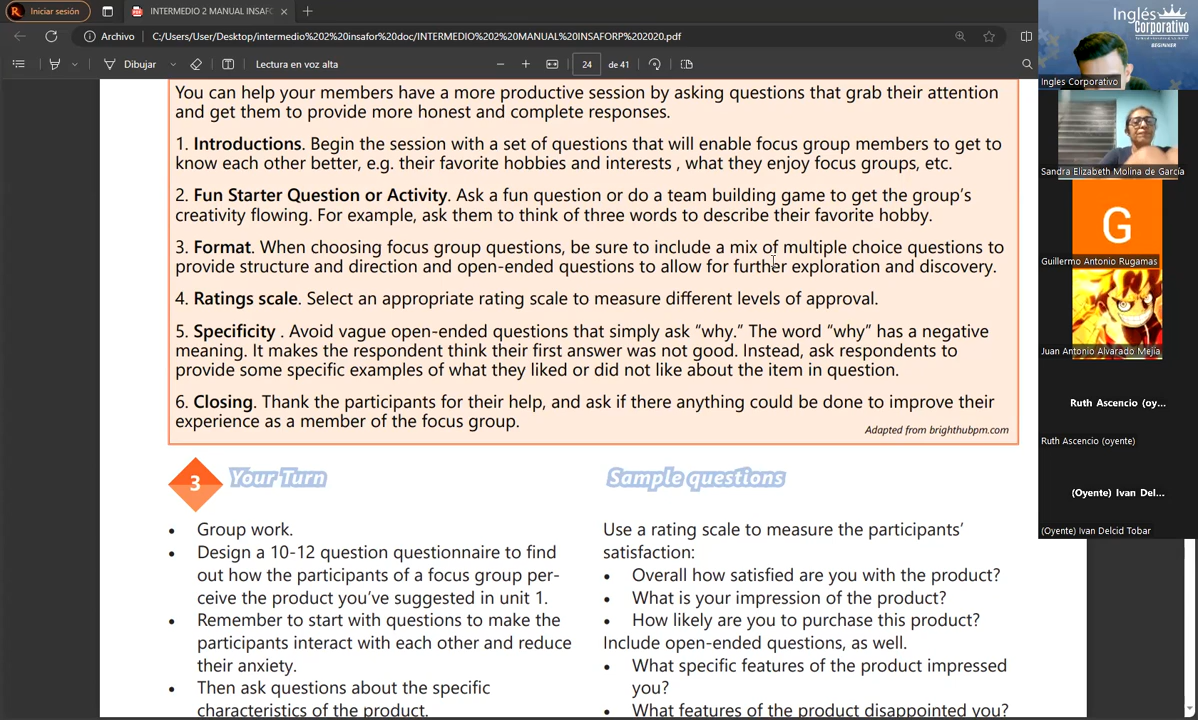 Iniciar sesión
INTERMEDIO 2 MANUAL INSAFOR
Archivo
C:/Users/User/Desktop/intermedio%202%20insafor%20doc/INTERMEDIO%202%20MANUAL%20INSAFORP%202020.pdf
Dibujar
Lectura en voz alta
24
de 41
You can help your members have a more productive session by asking questions that grab their attention
and get them to provide more honest and complete responses.
1. Introductions. Begin the session with a set of questions that will enable focus group members to get to
know each other better, e.g. their favorite hobbies and interests , what they enjoy focus groups, etc.
2. Fun Starter Question or Activity. Ask a fun question or do a team building game to get the group's
creativity flowing. For example, ask them to think of three words to describe their favorite hobby.
3. Format. When choosing focus group questions, be sure to include a mix of multiple choice questions to
provide structure and direction and open-ended questions to allow for further exploration and discovery.
4. Ratings scale. Select an appropriate rating scale to measure different levels of approval.
5. Specificity . Avoid vague open-ended questions that simply ask “why.” The word “why” has a negative
meaning. It makes the respondent think their first answer was not good. Instead, ask respondents to
provide some specific examples of what they liked or did not like about the item in question.
6. Closing. Thank the participants for their help, and ask if there anything could be done to improve their
experience as a member of the focus group.
Adapted from brighthubpm.com
3
Your Turn
• Group work.
• Design a 10-12 question questionnaire to find
out how the participants of a focus group per-
ceive the product you've suggested in unit 1.
• Remember to start with questions to make the
participants interact with each other and reduce
their anxiety.
• Then ask questions about the specific
characteristics of the product.
Sample questions
Use a rating scale to measure the participants'
satisfaction:
• Overall how satisfied are you with the product?
• What is your impression of the product?
• How likely are you to purchase this product?
Include open-ended questions, as well.
• What specific features of the product impressed
you?
• What features of the product disappointed you?
Inglés
Corporativo
BEGINNER
Ingles Corporativo
Sandra Elizabeth Molina de García
G
Guillermo Antonio Rugamas
Juan Antonio Alvarado Mejía
Ruth Ascencio (oy...
Ruth Ascencio (oyente)
(Oyente) Ivan Del...
(Oyente) Ivan Delcid Tobar